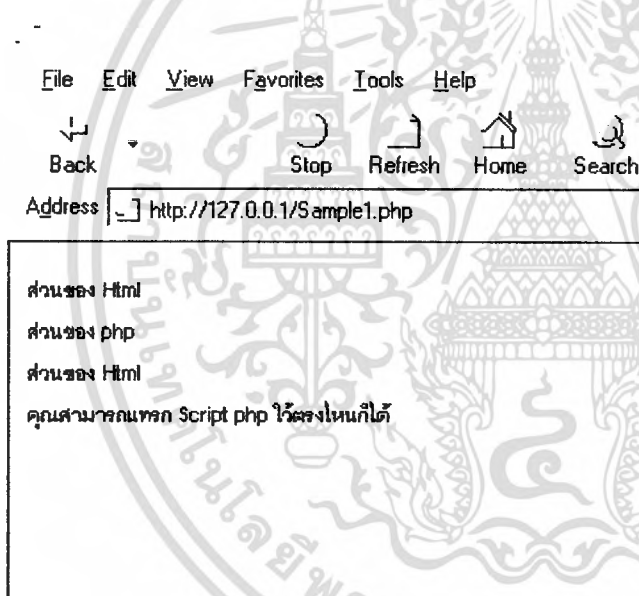 File Edit View Favorites Tools Help
Back Stop Refresh Home Search
Address http://127.0.0.1/Sample1.php
ส่วนของ Html
ส่วนของ php
ส่วนของ Html
คุณสามารถแทรก Script php ไว้ตรงไหนก็ได้